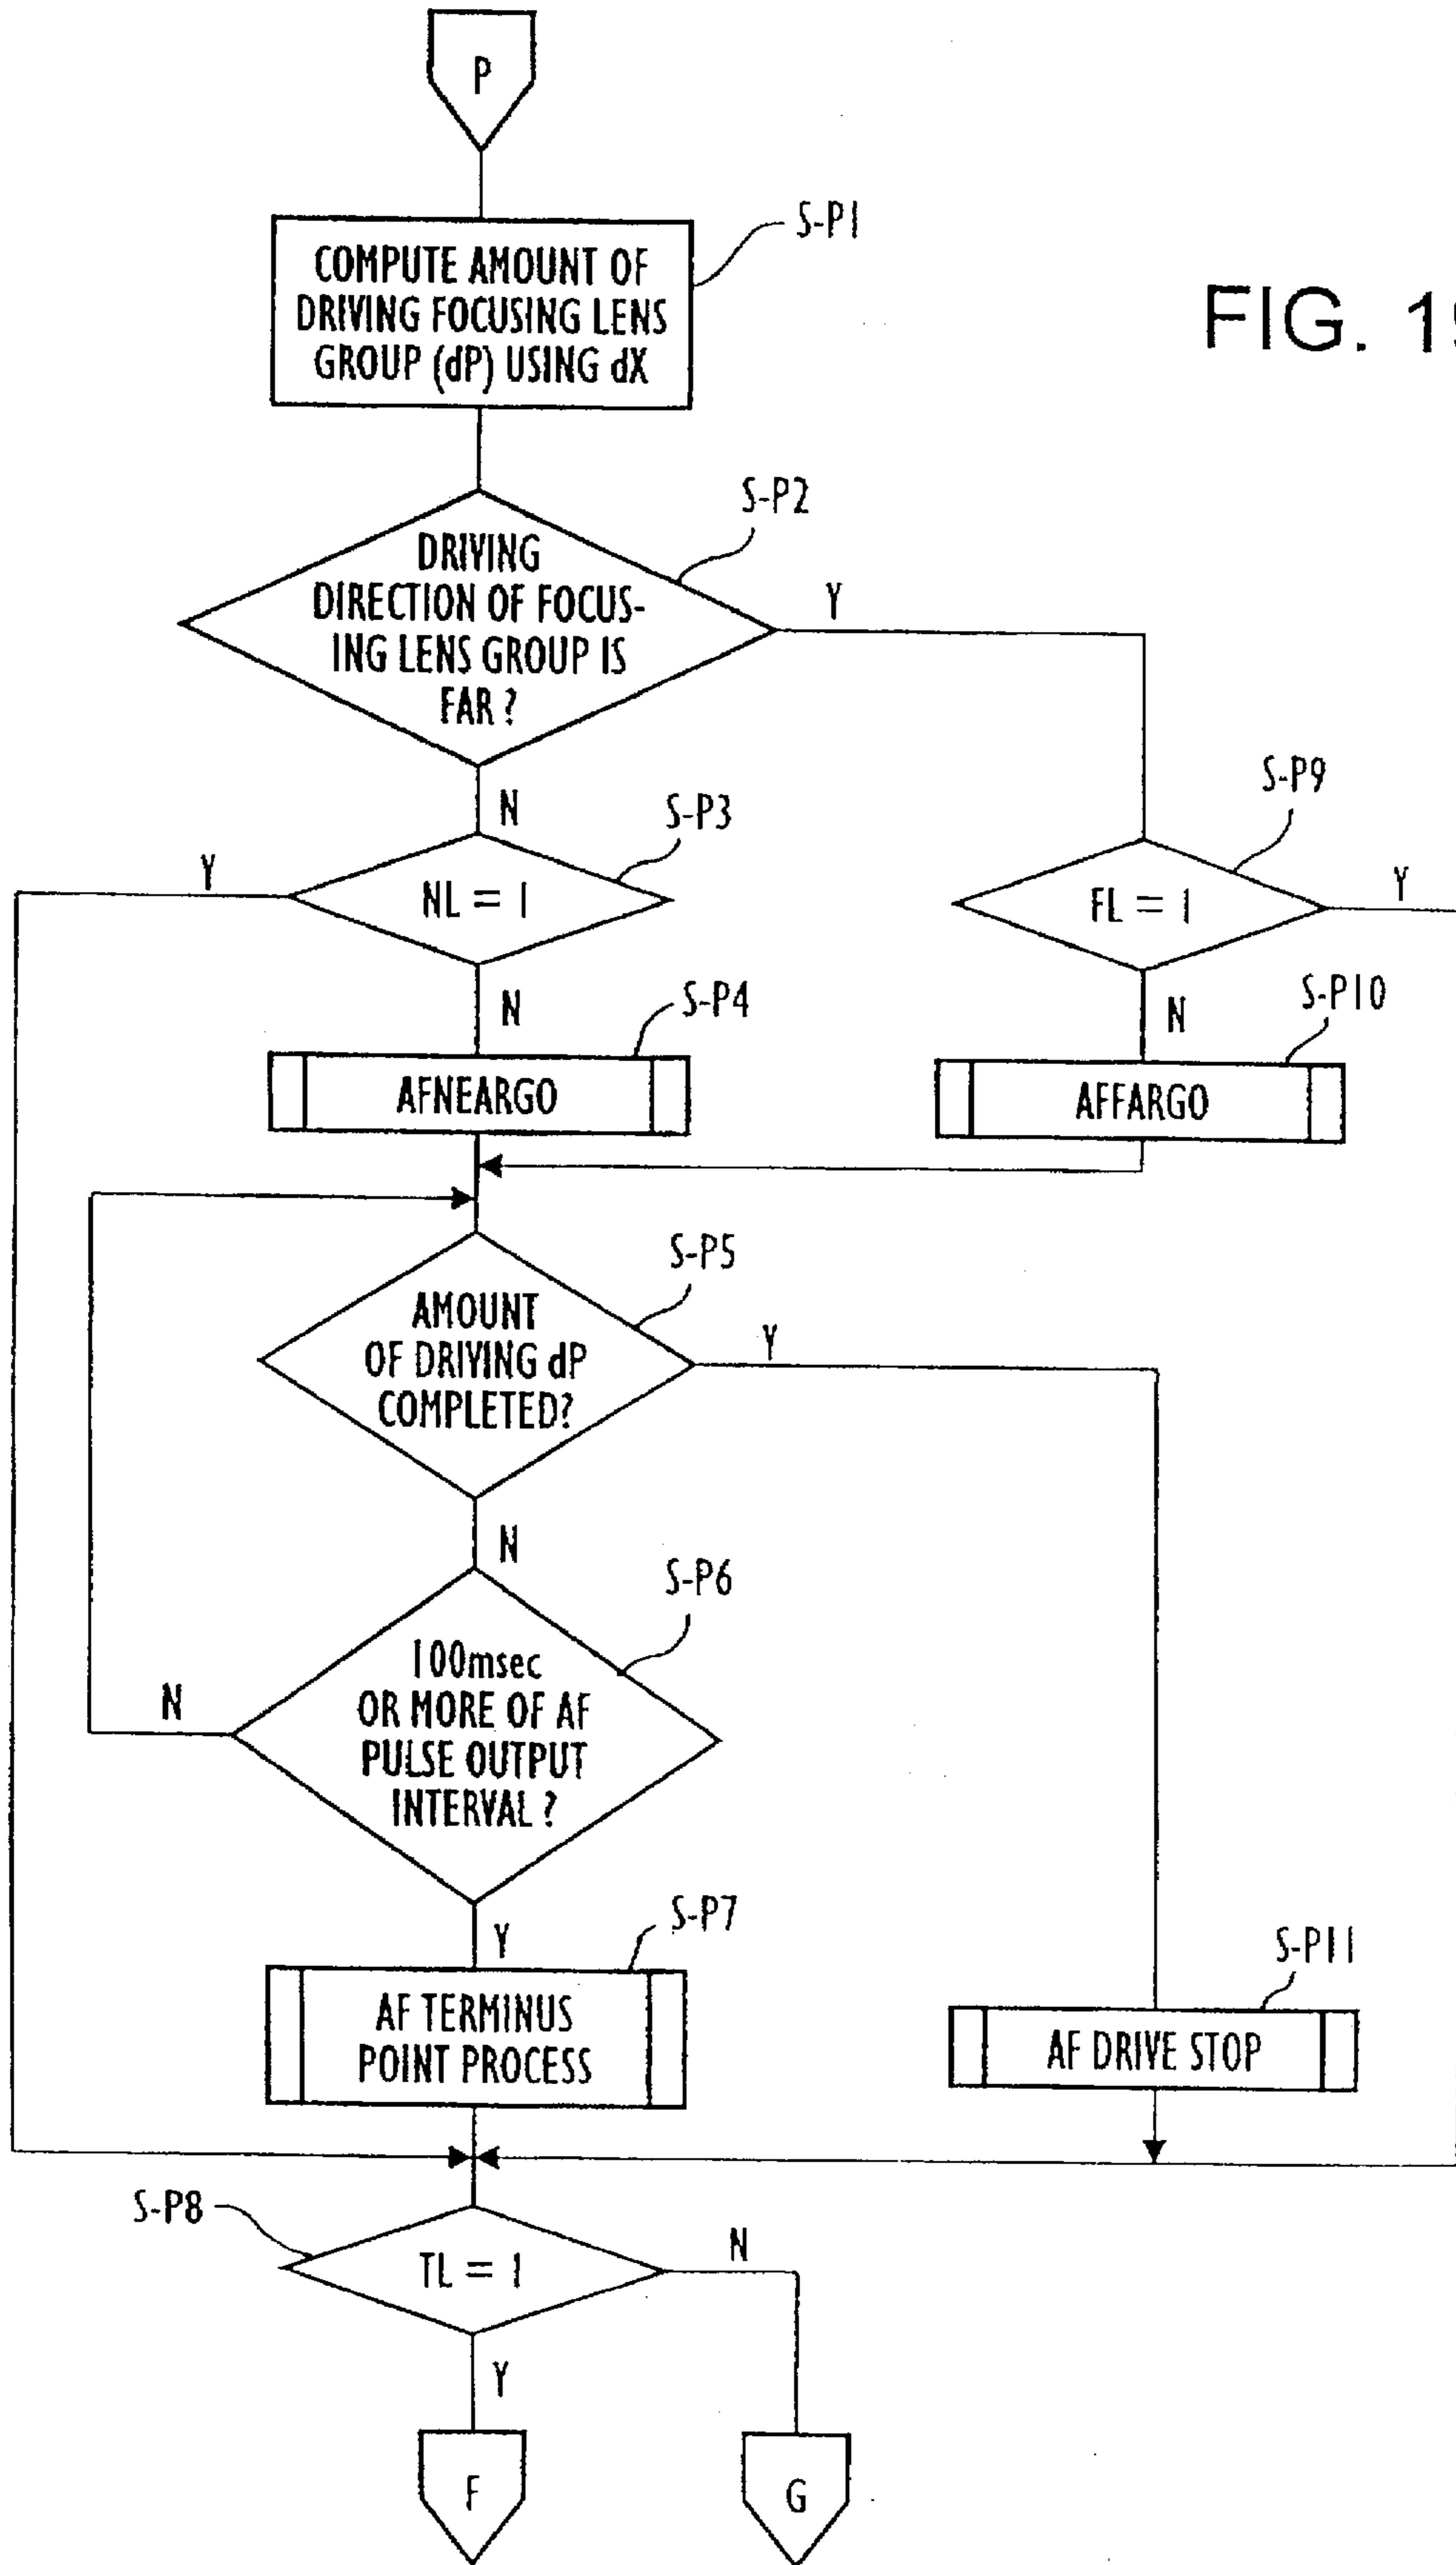 P
S-P1
COMPUTE AMOUNT OF
DRIVING FOCUSING LENS
GROUP (dP) USING dX
FIG. 19
S-P2
DRIVING
DIRECTION OF FOCUS-
ING LENS GROUP IS
FAR ?
Y
N
S-P3
NL = 1
Y
N
S-P9
FL = 1
Y
N
S-P4
AFNEARGO
S-P10
AFFARGO
S-P5
AMOUNT
OF DRIVING dP
COMPLETED?
Y
N
S-P6
100msec
OR MORE OF AF
PULSE OUTPUT
INTERVAL ?
N
Y
S-P7
AF TERMINUS
POINT PROCESS
S-P11
AF DRIVE STOP
S-P8
TL = 1
N
Y
F
G